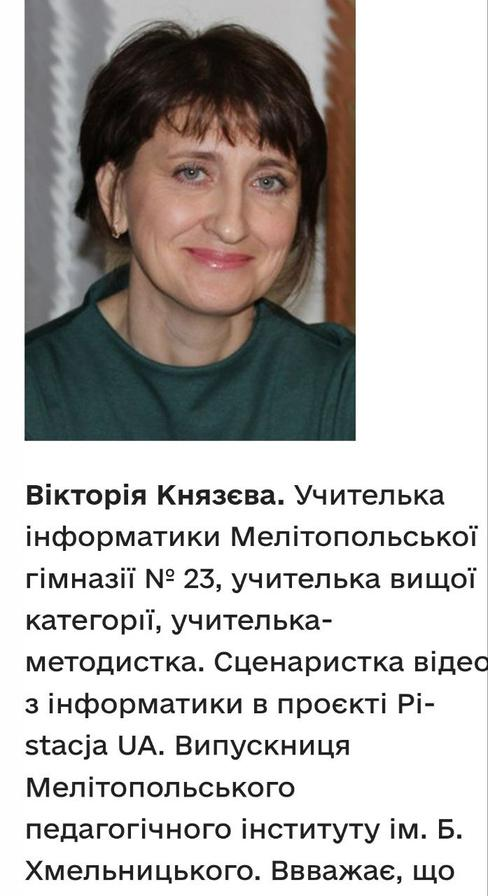 Вікторія Князєва. Учителька
інформатики Мелітопольської
гімназії № 23, учителька вищої
категорії, учителька-
методистка. Сценаристка відео
з інформатики в проєкті Pi-
stacja UA. Випускниця
Мелітопольського
педагогічного інституту ім. Б.
Хмельницького. Ввважає, що